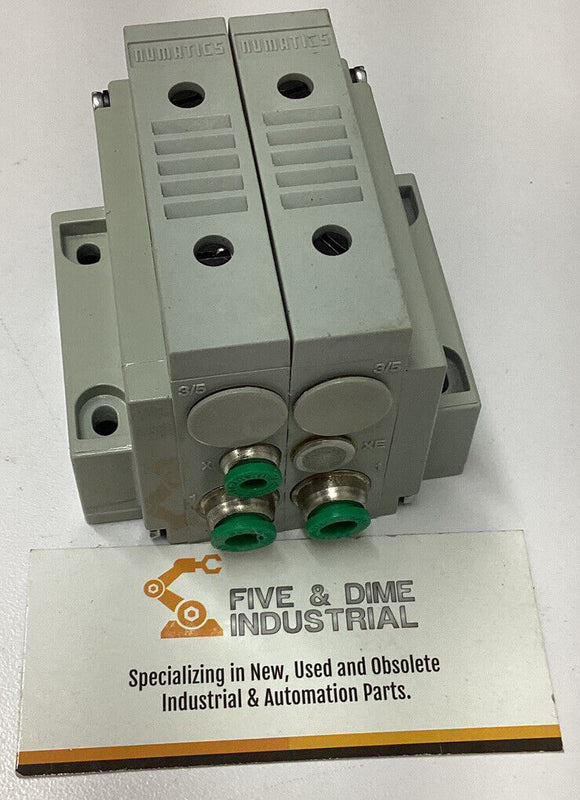 NUMATICS
NUMATICS
3/5
3/5
X
XE
1
1
FIVE & DIME
INDUSTRIAL
Specializing in New, Used and Obsolete
Industrial & Automation Parts.